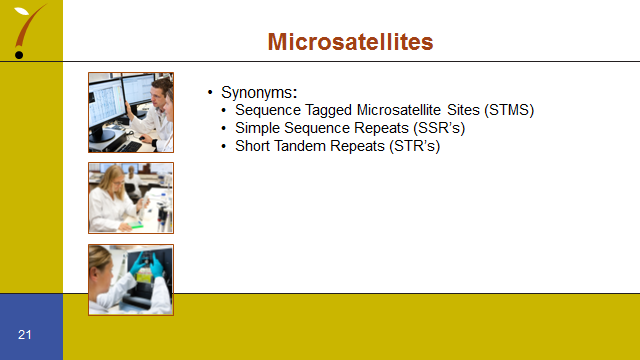 Microsatellites
• Synonyms:
• Sequence Tagged Microsatellite Sites (STMS)
• Simple Sequence Repeats (SSR's)
• Short Tandem Repeats (STR's)
21